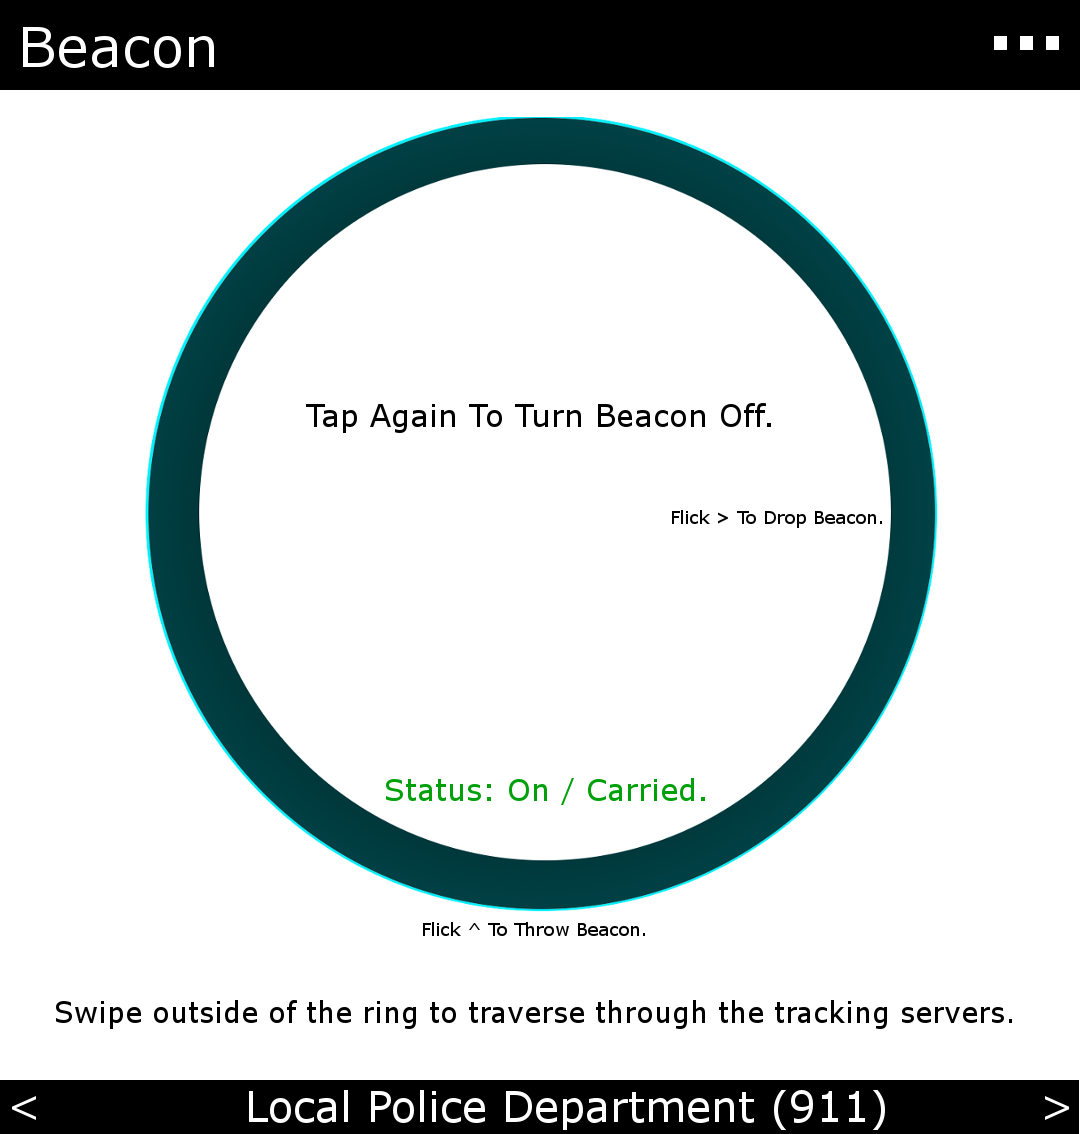 Beacon
Tap Again To Turn Beacon Off.
Flick > To Drop Beacon.
Status: On / Carried.
Flick ^ To Throw Beacon.
Swipe outside of the ring to traverse through the tracking servers.
< Local Police Department (911) >